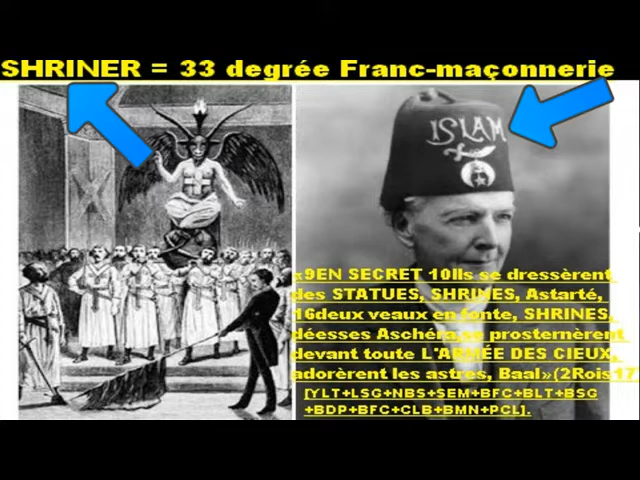 SHRINER = 33 degrée Franc-maçonnerie
ISLAM
«9EN SECRET 10Ils se dressèrent
des STATUES, SHRINES, Astarté,
16deux veaux en fonte, SHRINES,
déesses Aschéra,se prosternèrent
devant toute L'ARMÉE DES CIEUX,
adorèrent les astres, Baal»(2Rois17)
[YLT+LSG+NBS+SEM+BFC+BLT+BSG
+BDP+BFC+CLB+BMN+PCL].